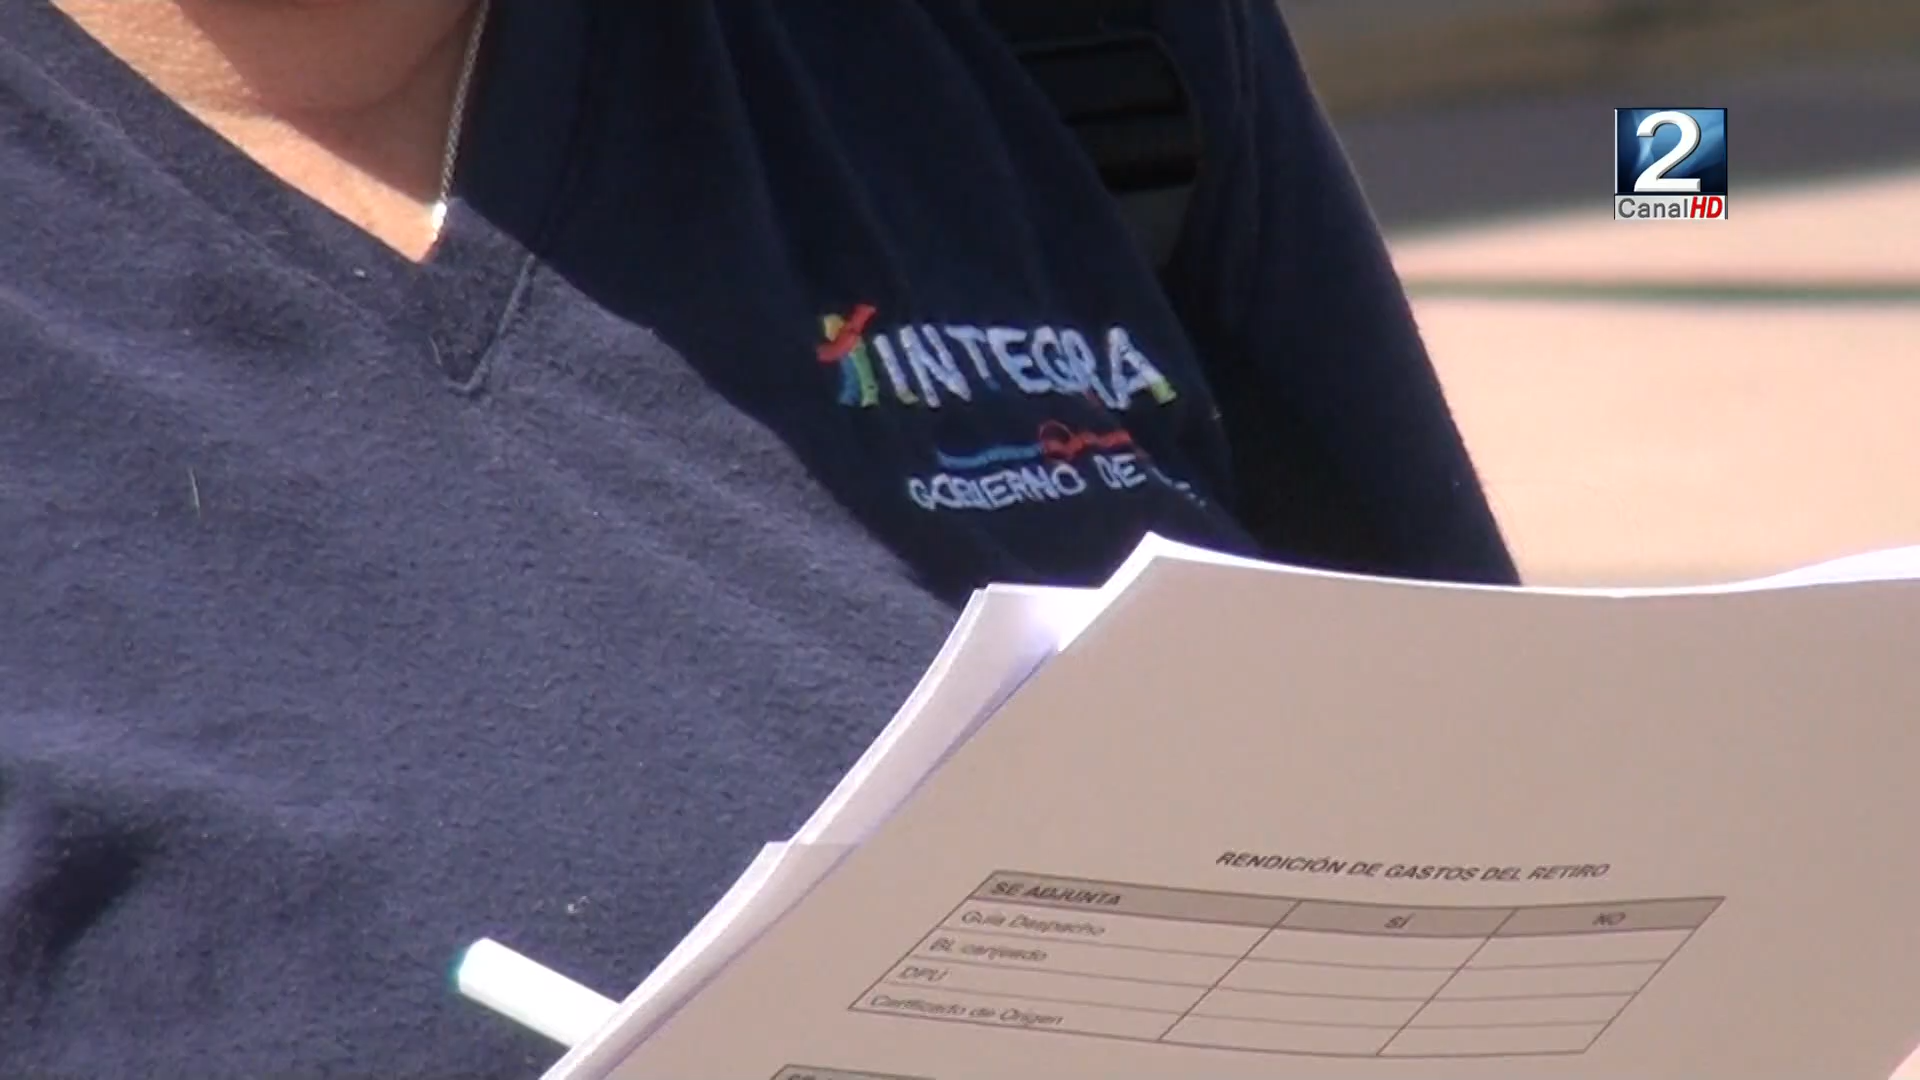 2
CanalHD
INTEGRA
GOBIERNO DE
RENDICIÓN DE GASTOS DEL RETIRO
SE ADJUNTA SÍ NO
Guía Despacho
BL canjeado
DPU
Certificado de Origen